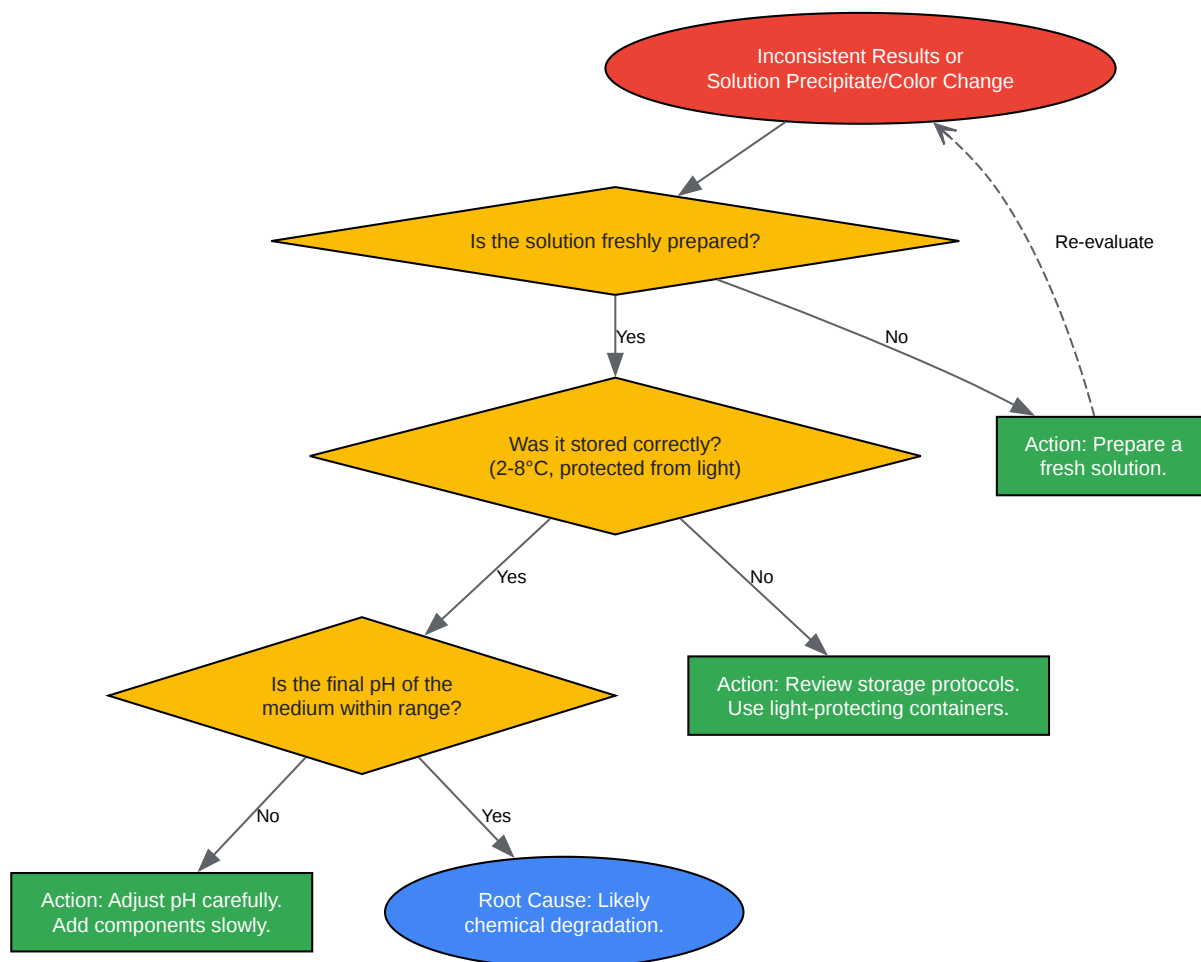 Inconsistent Results or
Solution Precipitate/Color Change
Is the solution freshly prepared?
Re-evaluate
Yes
No
Was it stored correctly?
(2-8°C, protected from light)
Action: Prepare a
fresh solution.
Yes
No
Is the final pH of the
medium within range?
Action: Review storage protocols.
Use light-protecting containers.
No
Yes
Action: Adjust pH carefully.
Add components slowly.
Root Cause: Likely
chemical degradation.